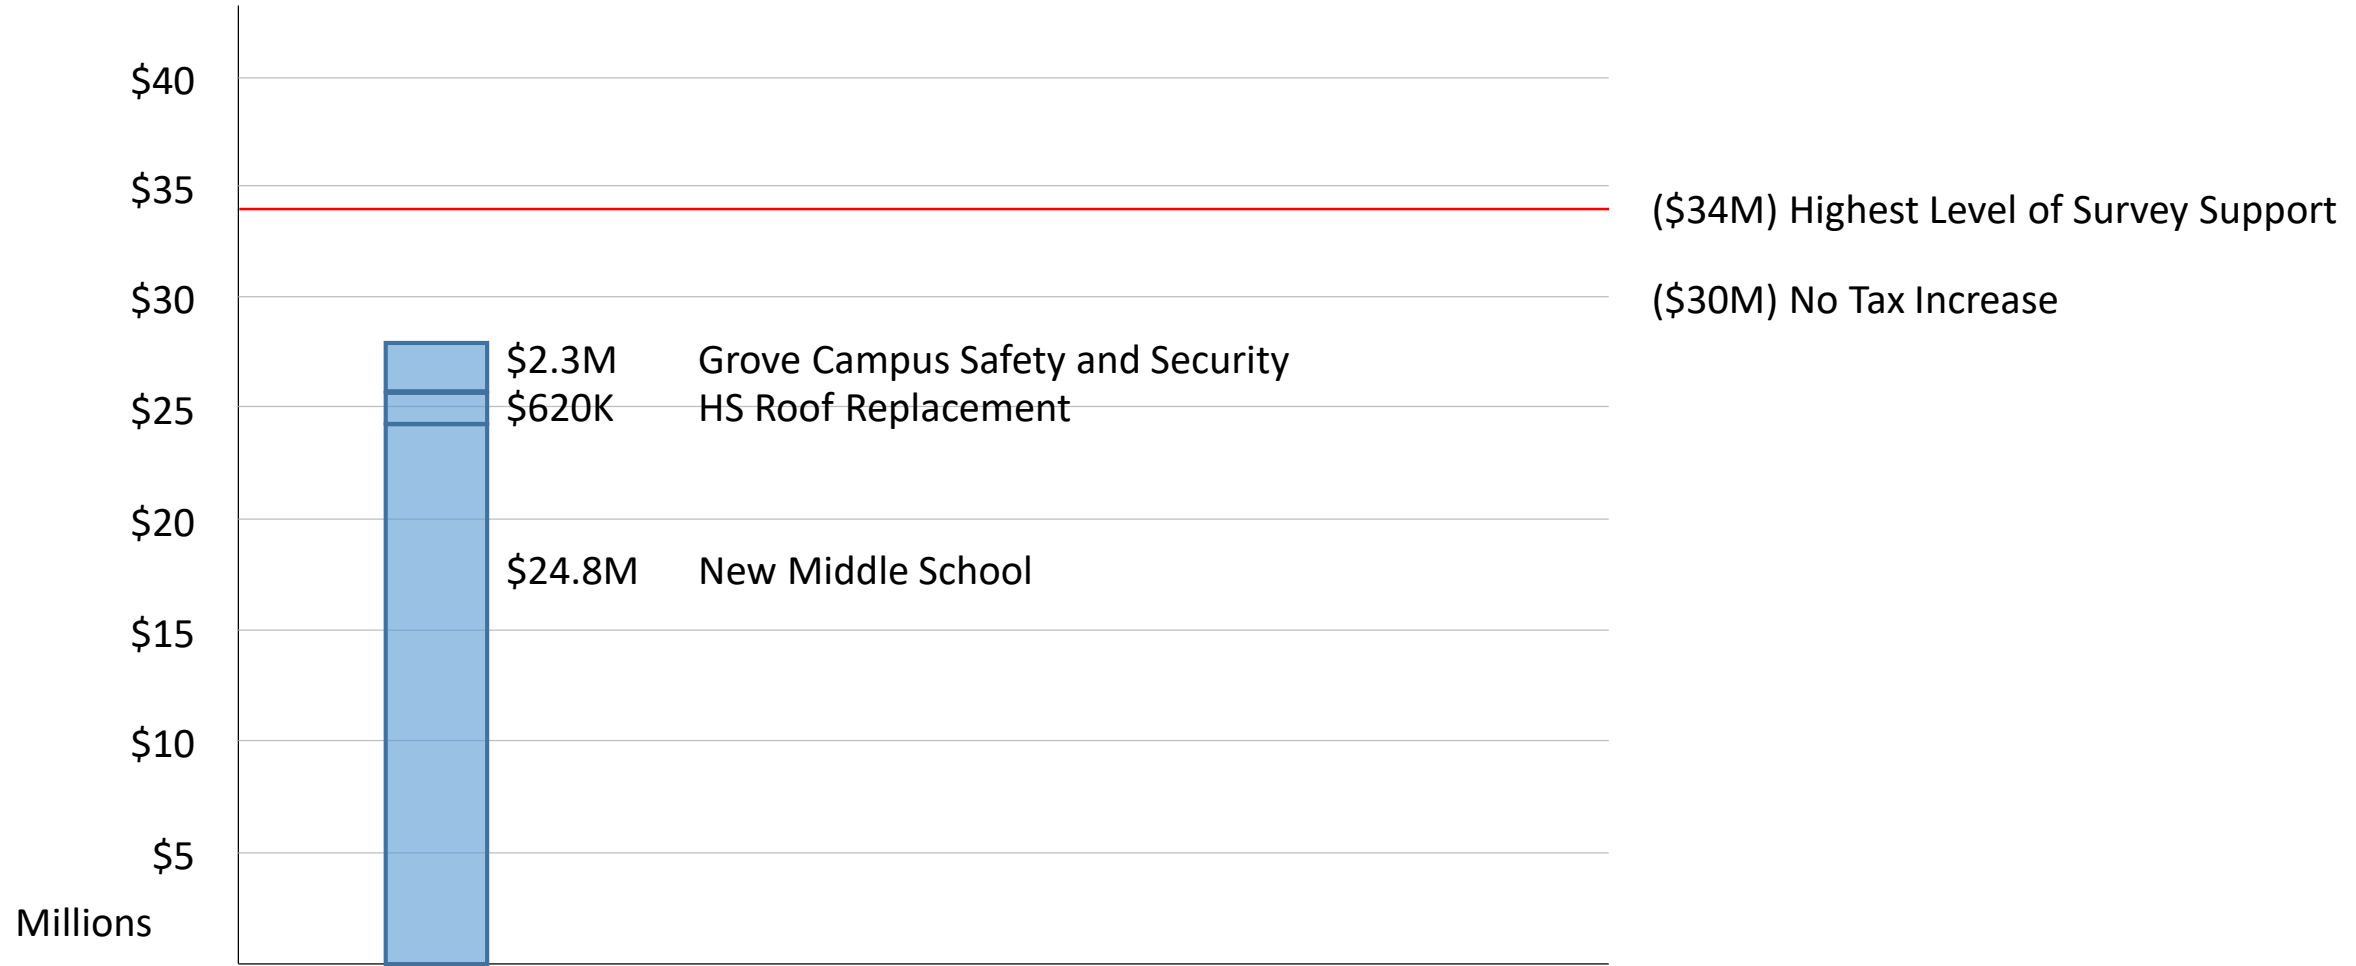 $40
$35
($34M) Highest Level of Survey Support
$30
($30M) No Tax Increase
$2.3M Grove Campus Safety and Security
$25
$620K HS Roof Replacement
$20
$24.8M New Middle School
$15
$10
$5
Millions